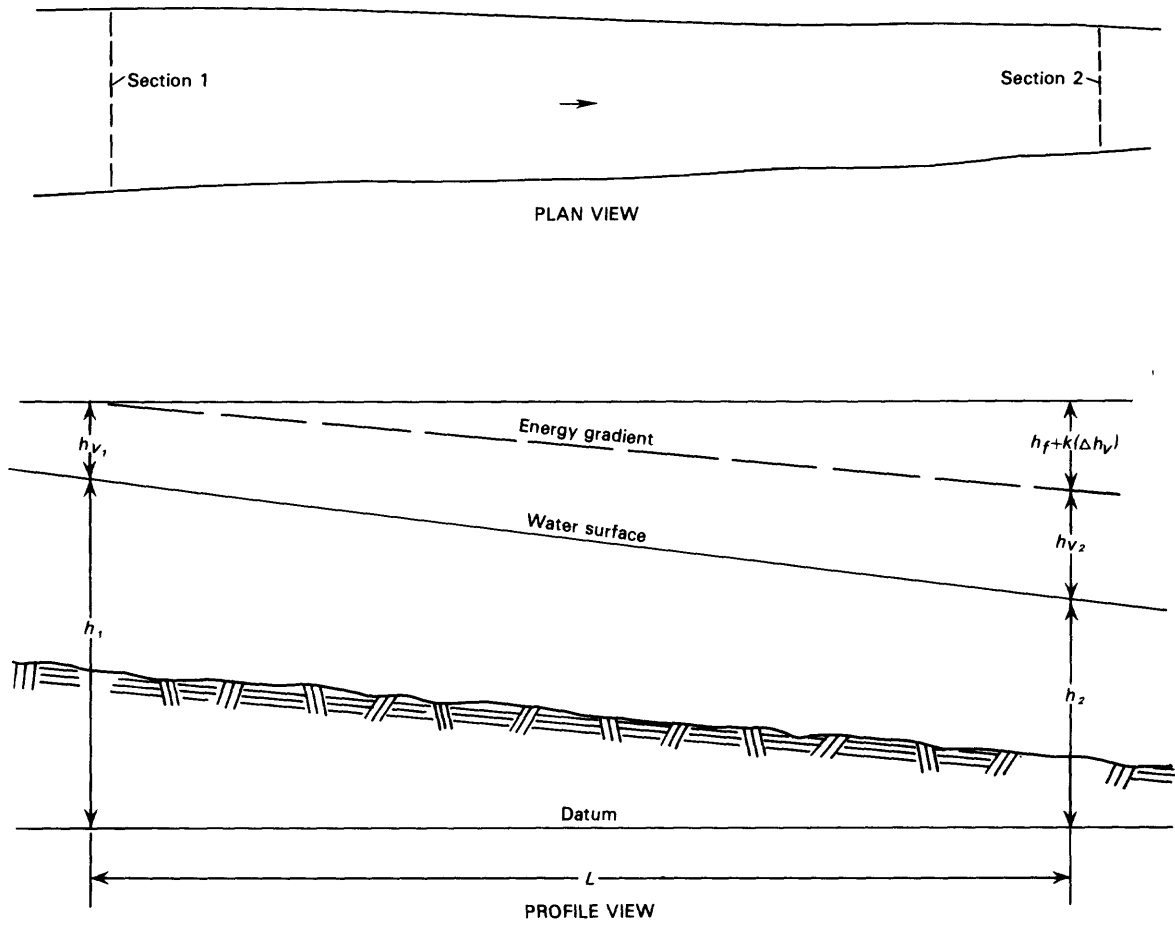 Section 1
Section 2
PLAN VIEW
hv₁
Energy gradient
hf+k(Δhv)
Water surface
hv₂
h₁
h₂
Datum
L
PROFILE VIEW